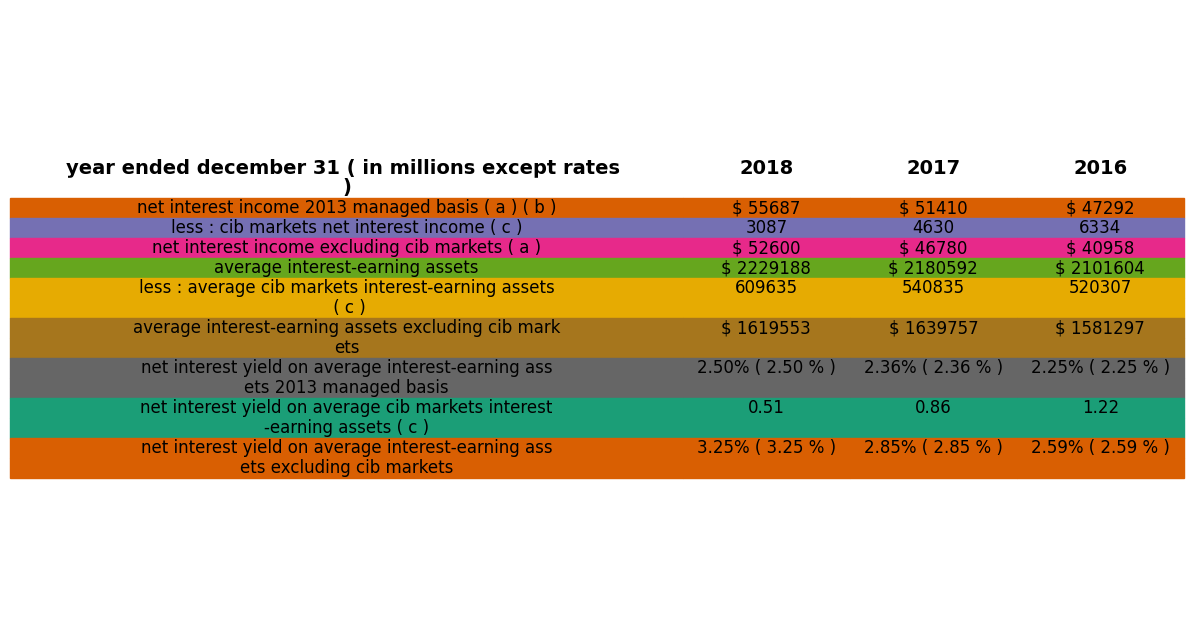 year ended december 31 ( in millions except rates 2018 2017 2016
)
net interest income 2013 managed basis ( a ) ( b ) $ 55687 $ 51410 $ 47292
less : cib markets net interest income ( c ) 3087 4630 6334
net interest income excluding cib markets ( a ) $ 52600 $ 46780 $ 40958
average interest-earning assets $ 2229188 $ 2180592 $ 2101604
less : average cib markets interest-earning assets 609635 540835 520307
( c )
average interest-earning assets excluding cib mark $ 1619553 $ 1639757 $ 1581297
ets
net interest yield on average interest-earning ass 2.50% ( 2.50 % ) 2.36% ( 2.36 % ) 2.25% ( 2.25 % )
ets 2013 managed basis
net interest yield on average cib markets interest 0.51 0.86 1.22
-earning assets ( c )
net interest yield on average interest-earning ass 3.25% ( 3.25 % ) 2.85% ( 2.85 % ) 2.59% ( 2.59 % )
ets excluding cib markets